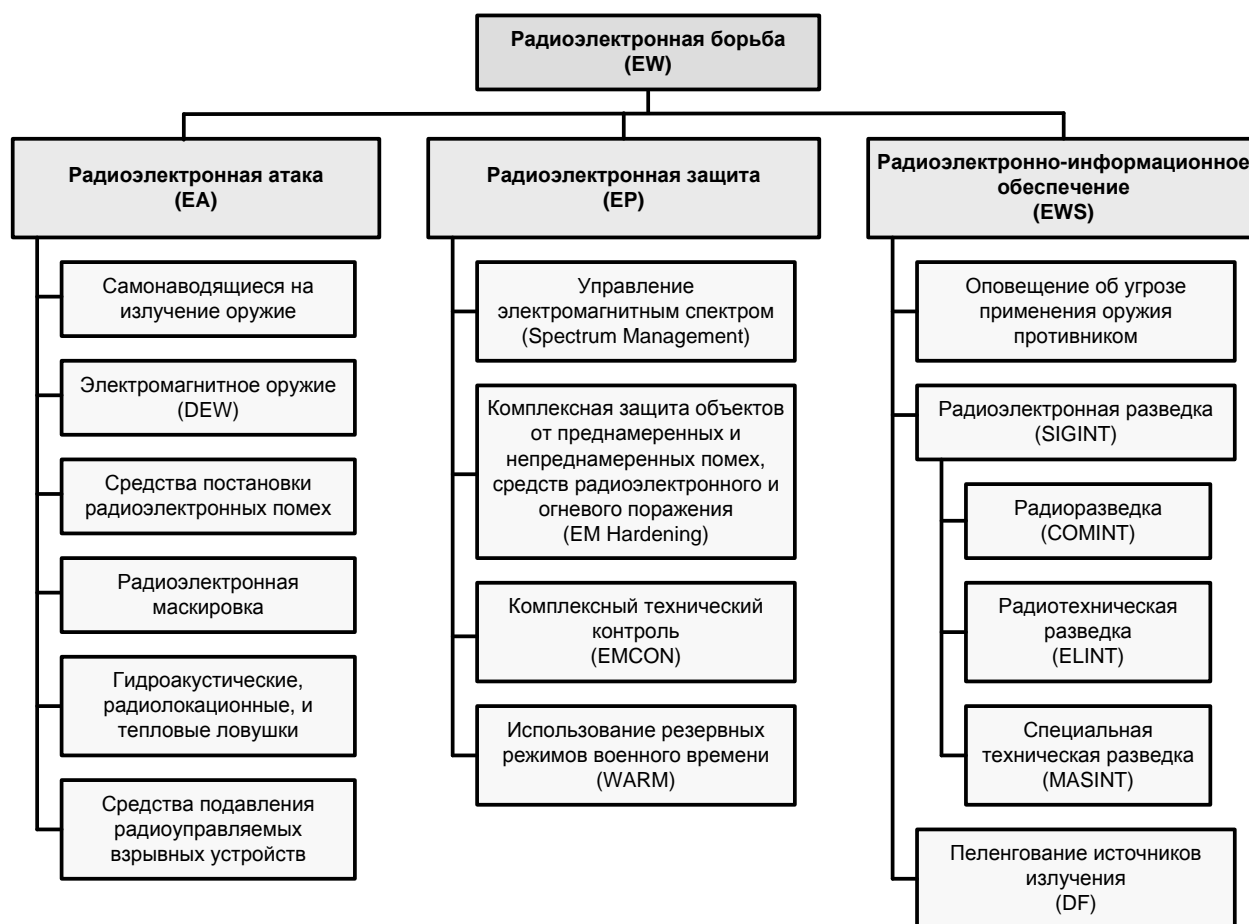 Радиоэлектронная борьба
(EW)
Радиоэлектронная атака
(EA)
Самонаводящиеся на
излучение оружие
Электромагнитное оружие
(DEW)
Средства постановки
радиоэлектронных помех
Радиоэлектронная
маскировка
Гидроакустические,
радиолокационные, и
тепловые ловушки
Средства подавления
радиоуправляемых
взрывных устройств
Радиоэлектронная защита
(EP)
Управление
электромагнитным спектром
(Spectrum Management)
Комплексная защита объектов
от преднамеренных и
непреднамеренных помех,
средств радиоэлектронного и
огневого поражения
(EM Hardening)
Комплексный технический
контроль
(EMCON)
Использование резервных
режимов военного времени
(WARM)
Радиоэлектронно-информационное
обеспечение
(EWS)
Оповещение об угрозе
применения оружия
противником
Радиоэлектронная разведка
(SIGINT)
Радиоразведка
(COMINT)
Радиотехническая
разведка
(ELINT)
Специальная
техническая разведка
(MASINT)
Пеленгование источников
излучения
(DF)